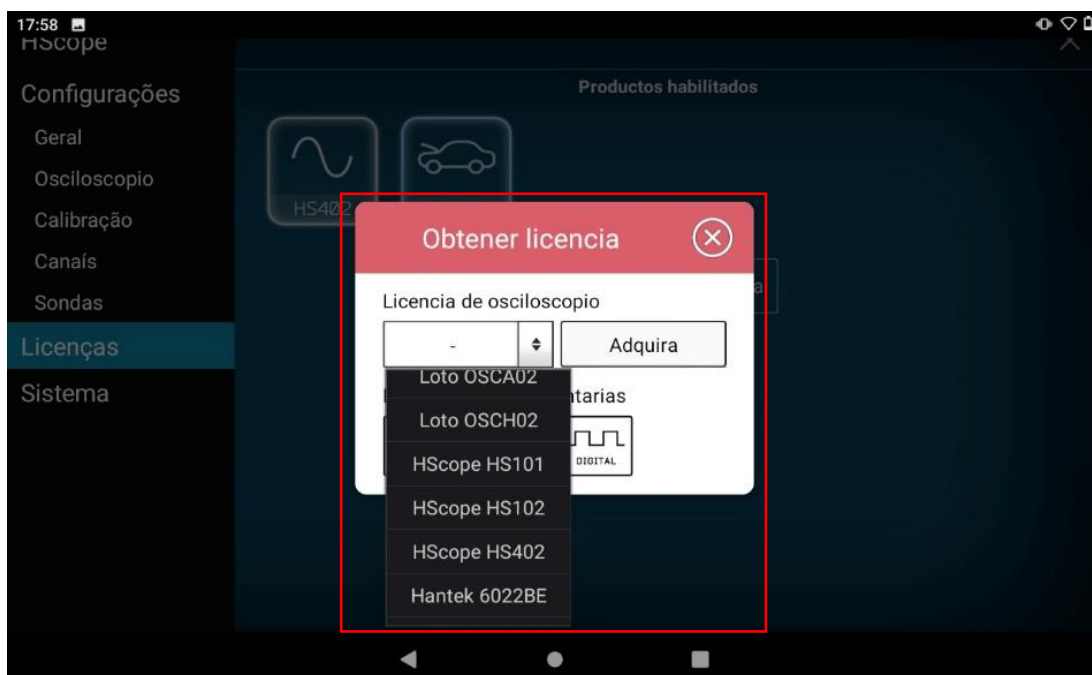 17:58
HScope
Configurações
Geral
Osciloscopio
Calibração
Canaís
Sondas
Licenças
Sistema
Productos habilitados
HS402
Obtener licencia
Licencia de osciloscopio
-
Adquira
Loto OSCA02
Loto OSCH02
HScope HS101
HScope HS102
HScope HS402
Hantek 6022BE
ntarias
DIGITAL
a